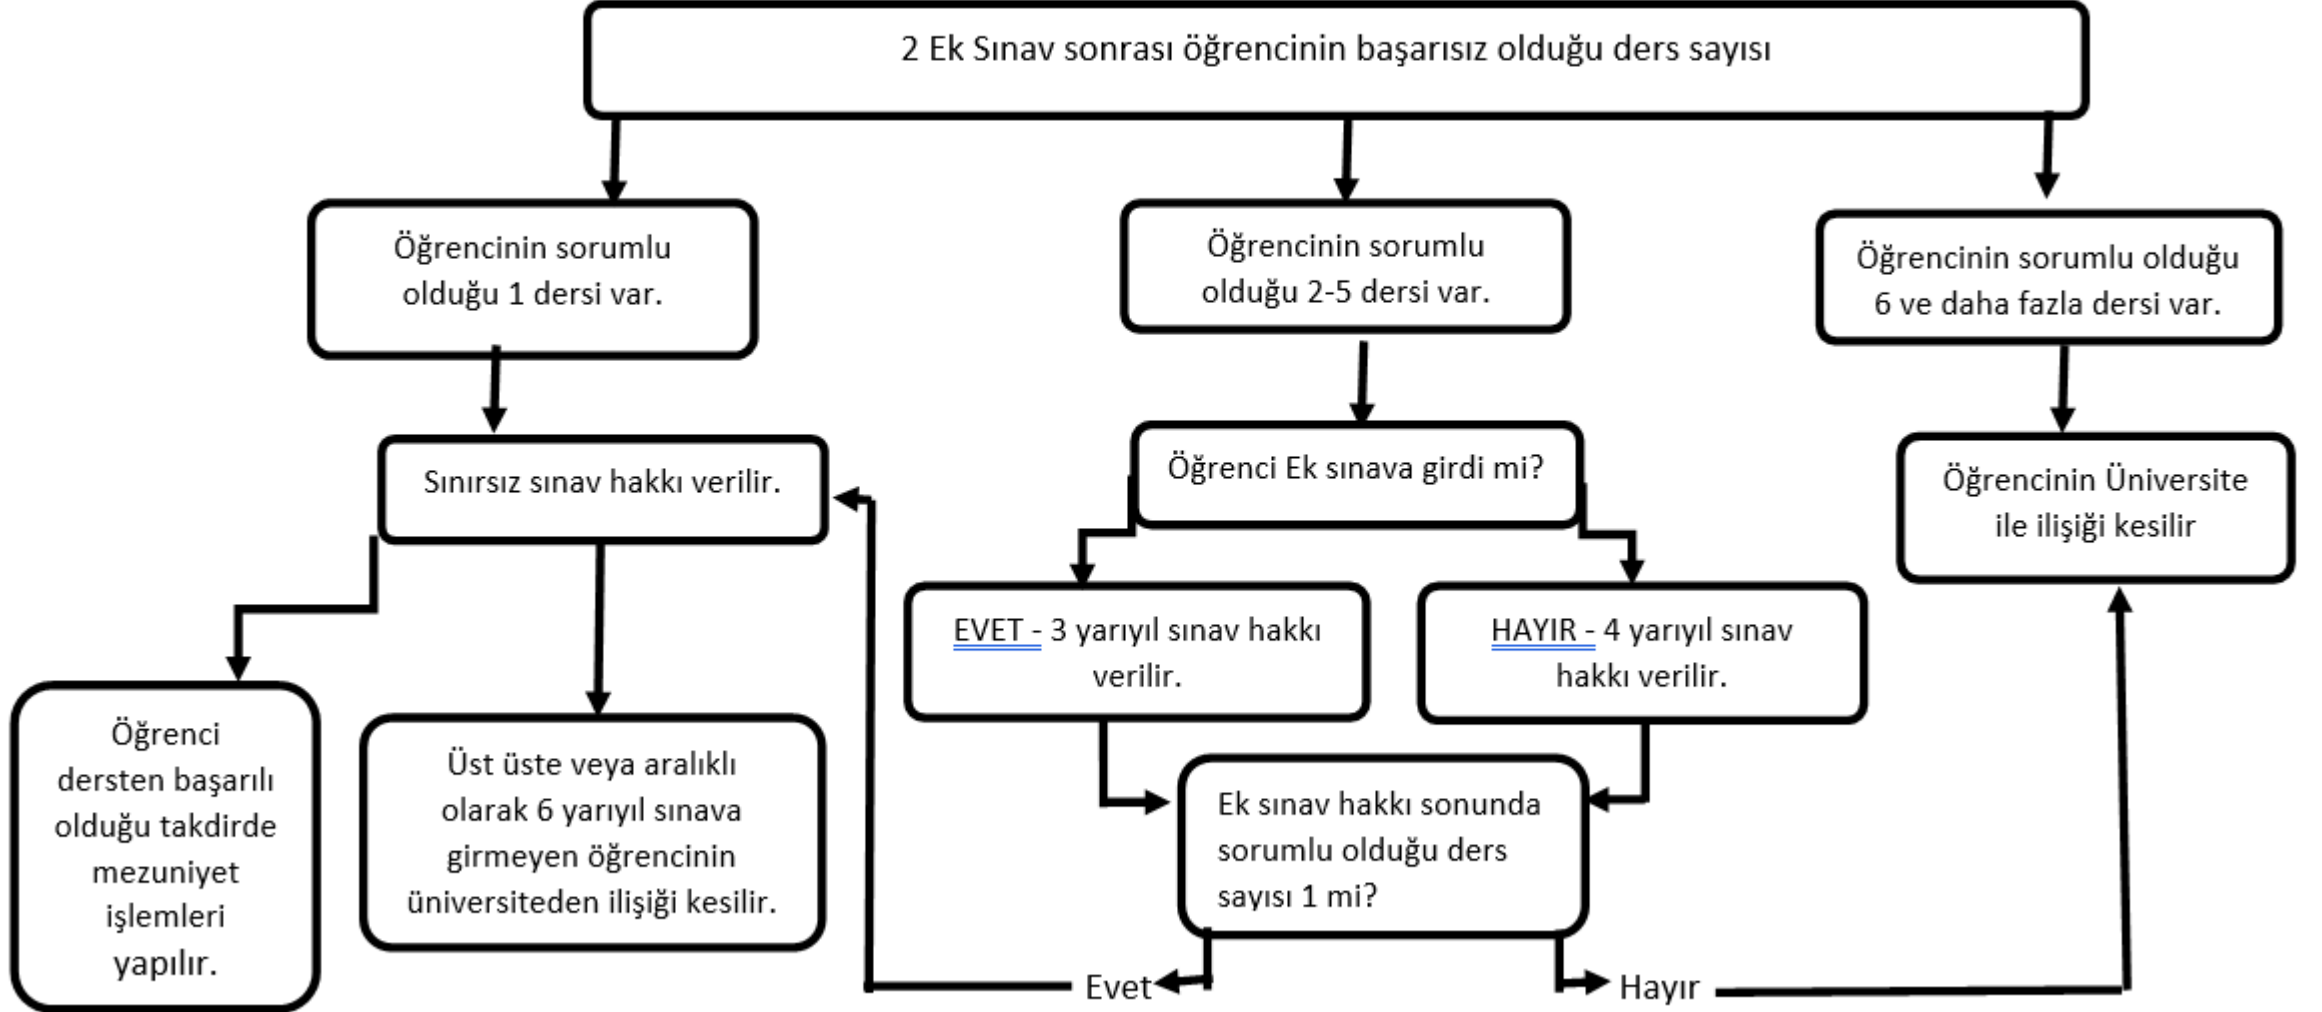 2 Ek Sınav sonrası öğrencinin başarısız olduğu ders sayısı
Öğrencinin sorumlu
olduğu 1 dersi var.
Öğrencinin sorumlu
olduğu 2-5 dersi var.
Öğrencinin sorumlu olduğu
6 ve daha fazla dersi var.
Sınırsız sınav hakkı verilir.
Öğrenci Ek sınava girdi mi?
Öğrencinin Üniversite
ile ilişiği kesilir
EVET - 3 yarıyıl sınav hakkı
verilir.
HAYIR - 4 yarıyıl sınav
hakkı verilir.
Öğrenci
dersten başarılı
olduğu takdirde
mezuniyet
işlemleri
yapılır.
Üst üste veya aralıklı
olarak 6 yarıyıl sınava
girmeyen öğrencinin
üniversiteden ilişiği kesilir.
Ek sınav hakkı sonunda
sorumlu olduğu ders
sayısı 1 mi?
Evet
Hayır